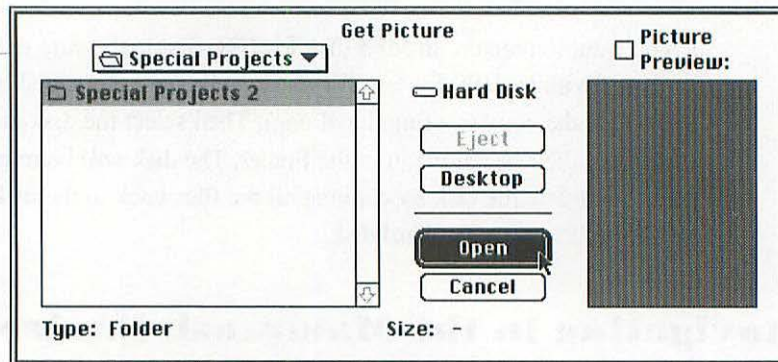 Get Picture
Picture
Preview:
Special Projects
Special Projects 2
Hard Disk
Eject
Desktop
Open
Cancel
Type: Folder
Size: -